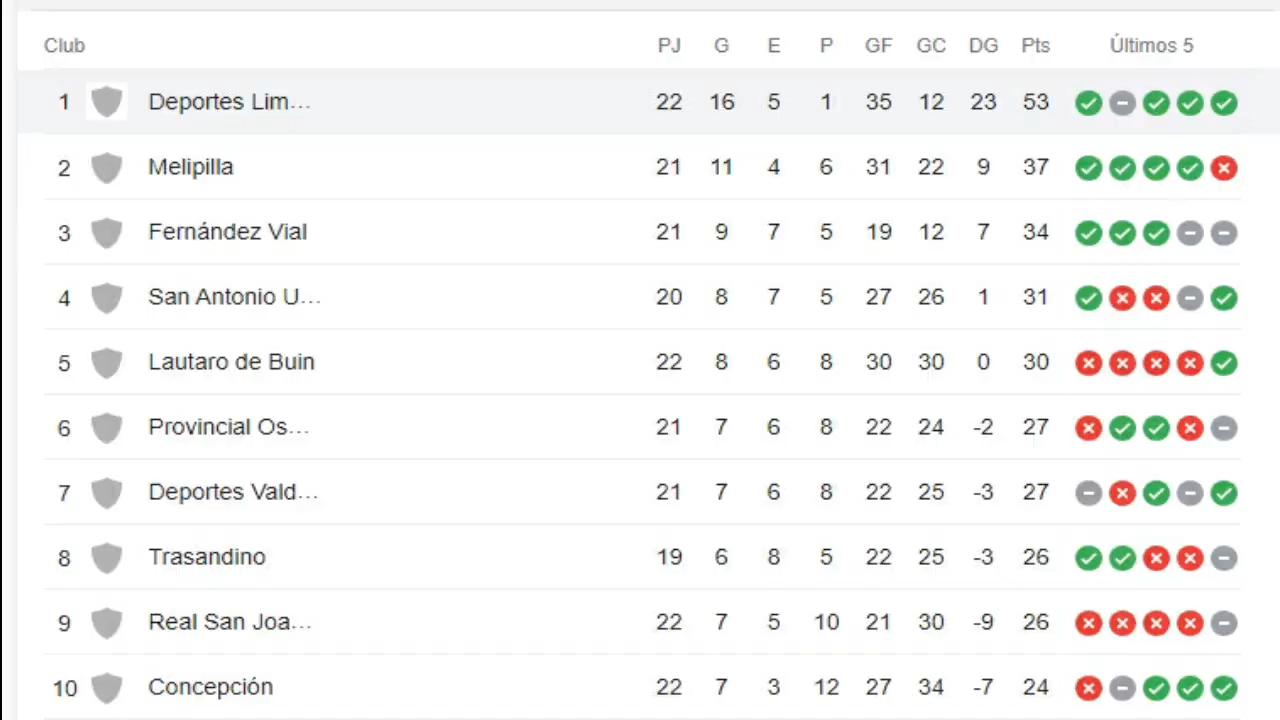 Club PJ G E P GF GC DG Pts Últimos 5
1 Deportes Lim... 22 16 5 1 35 12 23 53
2 Melipilla 21 11 4 6 31 22 9 37
3 Fernández Vial 21 9 7 5 19 12 7 34
4 San Antonio U... 20 8 7 5 27 26 1 31
5 Lautaro de Buin 22 8 6 8 30 30 0 30
6 Provincial Os... 21 7 6 8 22 24 -2 27
7 Deportes Vald... 21 7 6 8 22 25 -3 27
8 Trasandino 19 6 8 5 22 25 -3 26
9 Real San Joa... 22 7 5 10 21 30 -9 26
10 Concepción 22 7 3 12 27 34 -7 24